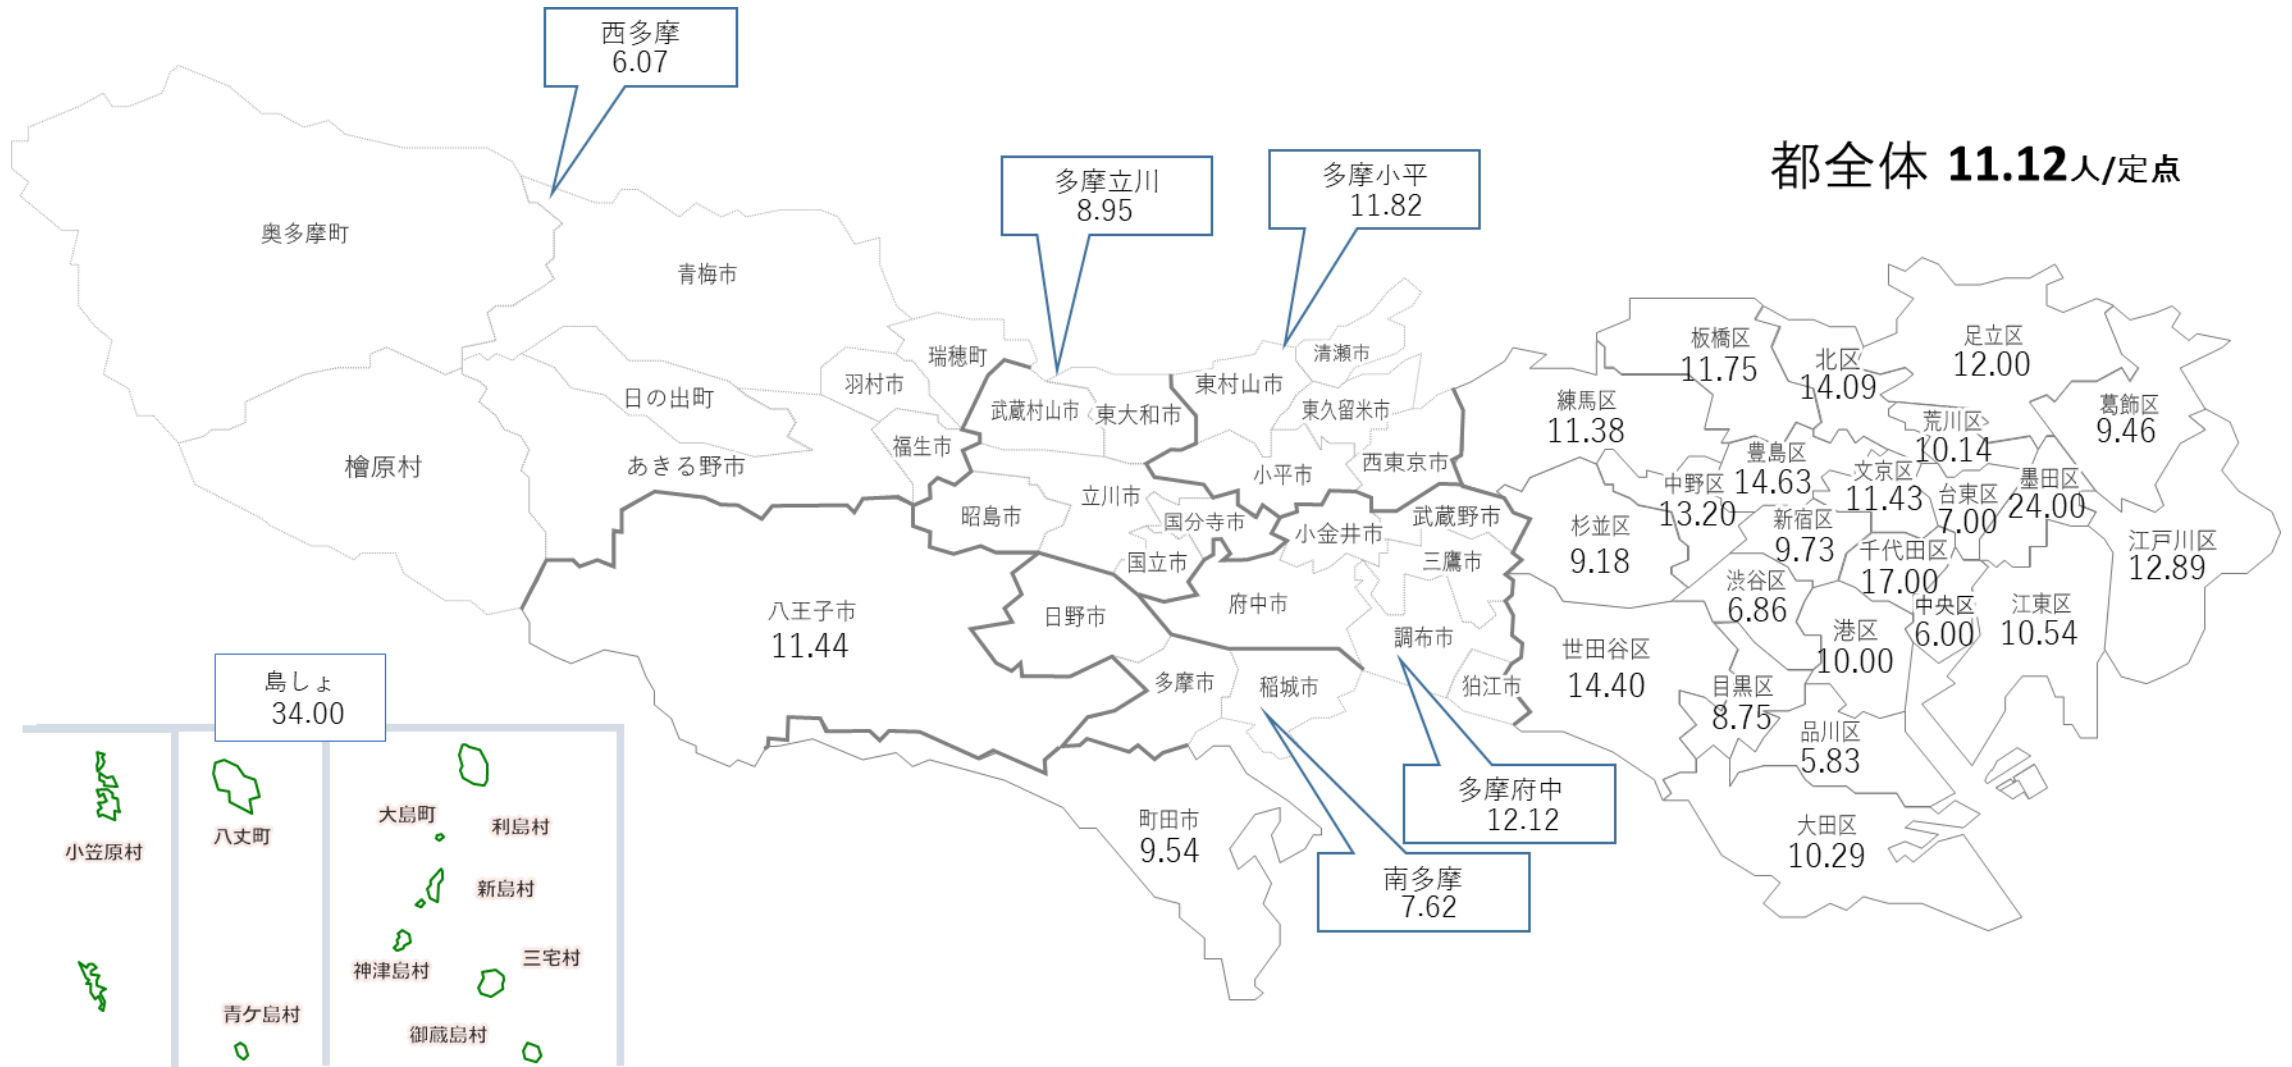 西多摩
6.07
多摩立川
8.95
多摩小平
11.82
都全体 11.12人/定点
奥多摩町
青梅市
瑞穂町
羽村市
日の出町
福生市
あきる野市
檜原村
武蔵村山市
東大和市
東村山市
清瀬市
東久留米市
小平市
西東京市
立川市
昭島市
国分寺市
国立市
小金井市
武蔵野市
三鷹市
府中市
調布市
狛江市
八王子市
11.44
日野市
多摩市
稲城市
町田市
9.54
多摩府中
12.12
南多摩
7.62
板橋区
11.75
北区
14.09
足立区
12.00
練馬区
11.38
荒川区
10.14
葛飾区
9.46
豊島区
14.63
文京区
11.43
中野区
13.20
台東区
7.00
墨田区
24.00
杉並区
9.18
新宿区
9.73
千代田区
17.00
江戸川区
12.89
渋谷区
6.86
中央区
6.00
江東区
10.54
港区
10.00
世田谷区
14.40
目黒区
8.75
品川区
5.83
大田区
10.29
島しょ
34.00
小笠原村
八丈町
青ケ島村
大島町
利島村
新島村
神津島村
三宅村
御蔵島村